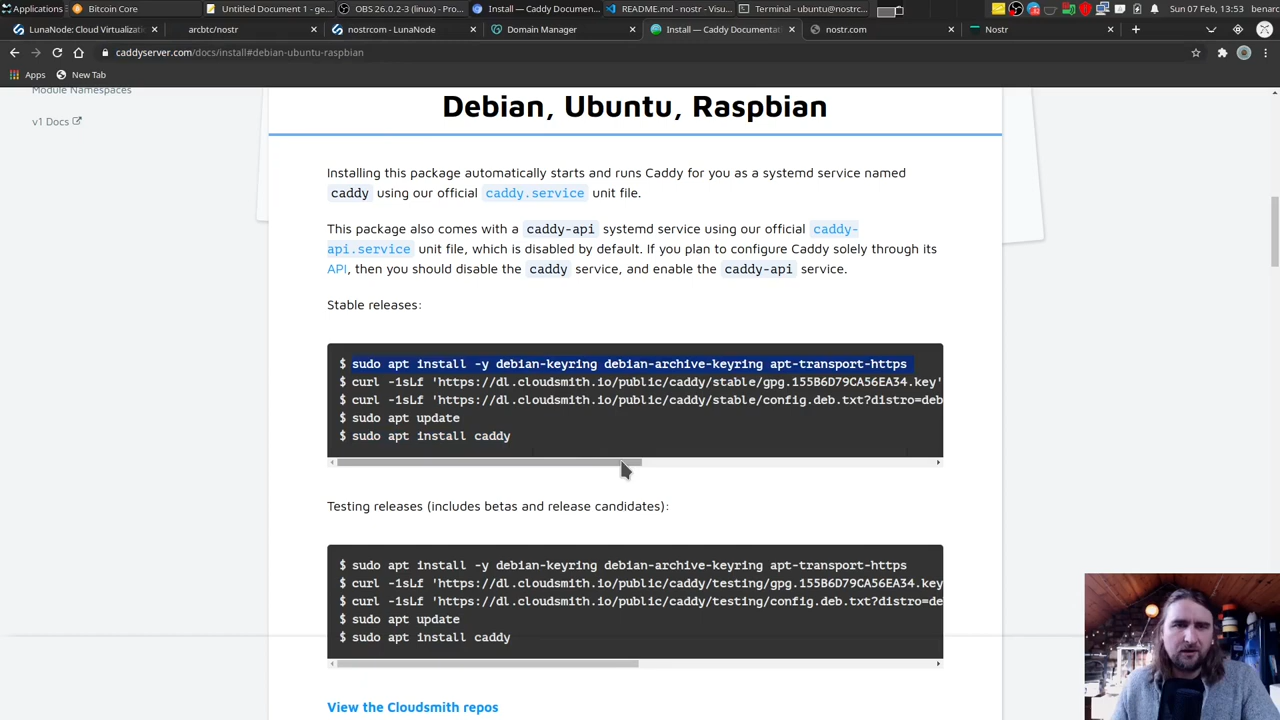 Applications
Bitcoin Core
Untitled Document 1 - ge...
OBS 26.0.2-3 (linux) - Pro...
Install — Caddy Documen...
README.md - nostr - Visu...
Terminal - ubuntu@nostrc...
Sun 07 Feb, 13:53
benarc
LunaNode: Cloud Virtualiza
arcbtc/nostr
nostrcom - LunaNode
Domain Manager
Install — Caddy Documentat
nostr.com
Nostr
caddyserver.com/docs/install#debian-ubuntu-raspbian
Apps
New Tab
Module Namespaces
v1 Docs
Debian, Ubuntu, Raspbian
Installing this package automatically starts and runs Caddy for you as a systemd service named
caddy using our official caddy.service unit file.
This package also comes with a caddy-api systemd service using our official caddy-
api.service unit file, which is disabled by default. If you plan to configure Caddy solely through its
API, then you should disable the caddy service, and enable the caddy-api service.
Stable releases:
$ sudo apt install -y debian-keyring debian-archive-keyring apt-transport-https
$ curl -1sLf 'https://dl.cloudsmith.io/public/caddy/stable/gpg.155B6D79CA56EA34.key'
$ curl -1sLf 'https://dl.cloudsmith.io/public/caddy/stable/config.deb.txt?distro=deb
$ sudo apt update
$ sudo apt install caddy
Testing releases (includes betas and release candidates):
$ sudo apt install -y debian-keyring debian-archive-keyring apt-transport-https
$ curl -1sLf 'https://dl.cloudsmith.io/public/caddy/testing/gpg.155B6D79CA56EA34.key
$ curl -1sLf 'https://dl.cloudsmith.io/public/caddy/testing/config.deb.txt?distro=de
$ sudo apt update
$ sudo apt install caddy
View the Cloudsmith repos